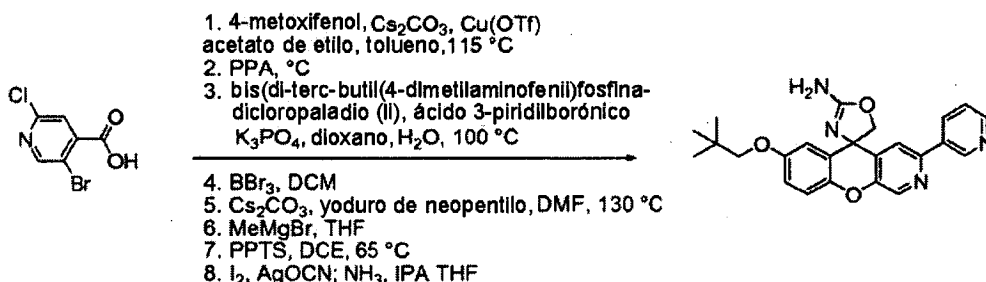 1. 4-metoxifenol, Cs₂CO₃, Cu(OTf)
acetato de etilo, tolueno, 115 °C
2. PPA, °C
3. bis(di-terc-butil(4-dimetilaminofenil)fosfina-
dicloropaladio (II), ácido 3-piridilborónico
K₃PO₄, dioxano, H₂O, 100 °C
4. BBr₃, DCM
5. Cs₂CO₃, yoduro de neopentilo, DMF, 130 °C
6. MeMgBr, THF
7. PPTS, DCE, 65 °C
8. I₂, AgOCN; NH₃, IPA THF
Cl
N
O
OH
Br
H₂N
O
N
O
O
N
N